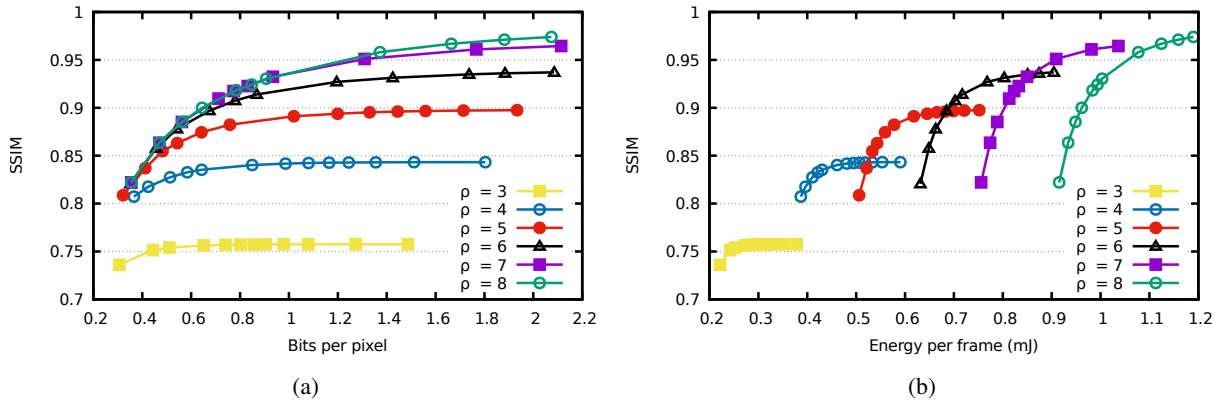 1
0.95
0.9
0.85
0.8
0.75
0.7
SSIM
0.2 0.4 0.6 0.8 1 1.2 1.4 1.6 1.8 2 2.2
Bits per pixel
ρ = 3
ρ = 4
ρ = 5
ρ = 6
ρ = 7
ρ = 8
(a)
1
0.95
0.9
0.85
0.8
0.75
0.7
SSIM
0.2 0.3 0.4 0.5 0.6 0.7 0.8 0.9 1 1.1 1.2
Energy per frame (mJ)
ρ = 3
ρ = 4
ρ = 5
ρ = 6
ρ = 7
ρ = 8
(b)